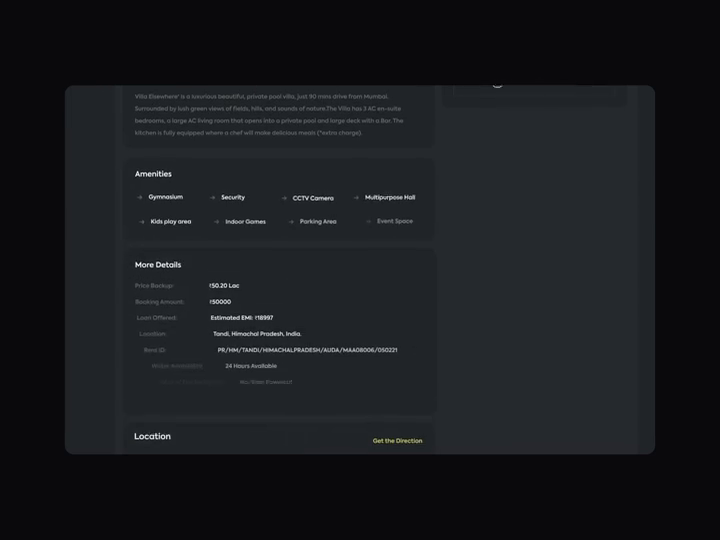 Villa Elsewhere' is a luxurious beautiful, private pool villa, just 90 mins drive from Mumbai.
Surrounded by lush green views of fields, hills, and sounds of nature.The Villa has 3 AC en-suite
bedrooms, a large AC living room that opens into a private pool and large deck with a Bar. The
kitchen is fully equipped where a chef will make delicious meals (*extra charge).
Amenities
Gymnasium Security CCTV Camera Multipurpose Hall
Kids play area Indoor Games Parking Area Event Space
More Details
Price Backup: ₹50.20 Lac
Booking Amount: ₹50000
Loan Offered: Estimated EMI: ₹18997
Location: Tandi, Himachal Pradesh, India.
Rera ID: PR/HM/TANDI/HIMACHALPRADESH/AUDA/MAA08006/050221
Water Availability: 24 Hours Available
Location
Get the Direction